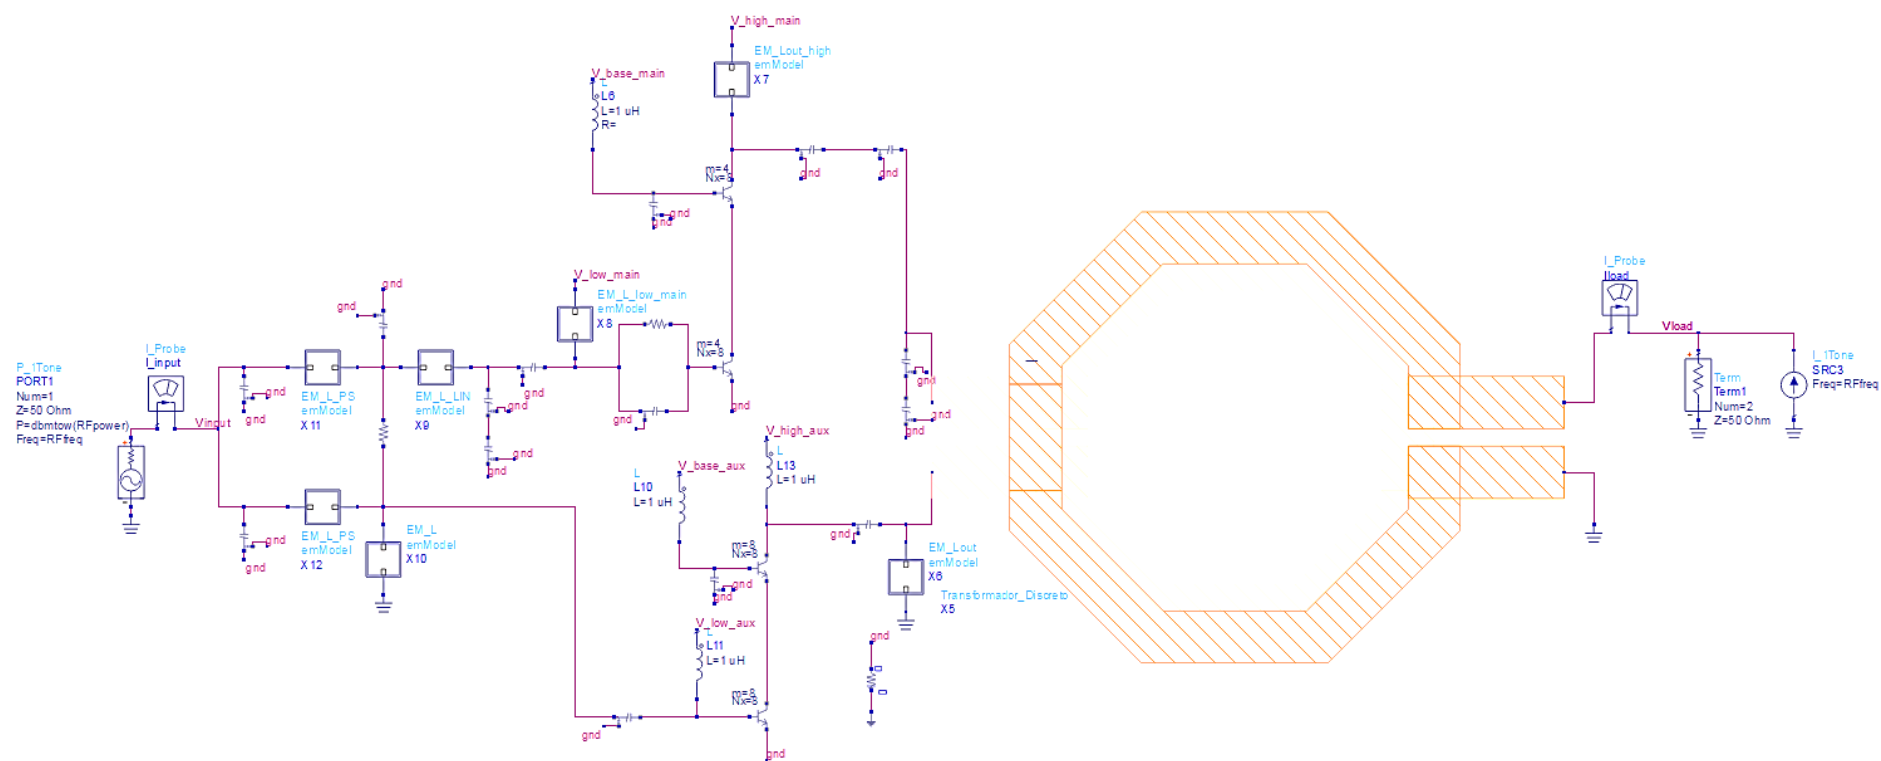 V_high_main
EM_Lout_high
emModel
X7
V_base_main
L
L6
L=1 uH
R=
gnd
gnd
m=4
Nx=8
gnd
gnd
V_low_main
EM_L_low_main
emModel
X8
gnd
gnd
I_Probe
I_input
P_1Tone
PORT1
Num=1
Z=50 Ohm
P=dbmtow(RFpower)
Freq=RFfreq
Vinput
gnd
gnd
EM_L_PS
emModel
X11
EM_L_LIN
emModel
X9
gnd
gnd
gnd
gnd
gnd
m=4
Nx=8
gnd
gnd
gnd
gnd
V_high_aux
L
L13
L=1 uH
V_base_aux
L
L10
L=1 uH
gnd
gnd
EM_L_PS
emModel
X12
EM_L
emModel
X10
gnd
m=8
Nx=8
gnd
gnd
EM_Lout
emModel
X6
Transformador_Discreto
X5
V_low_aux
L
L11
L=1 uH
gnd
m=8
Nx=8
gnd
gnd
I_Probe
Iload
Vload
Term
Term1
Num=2
Z=50 Ohm
I_1Tone
SRC3
Freq=RFfreq